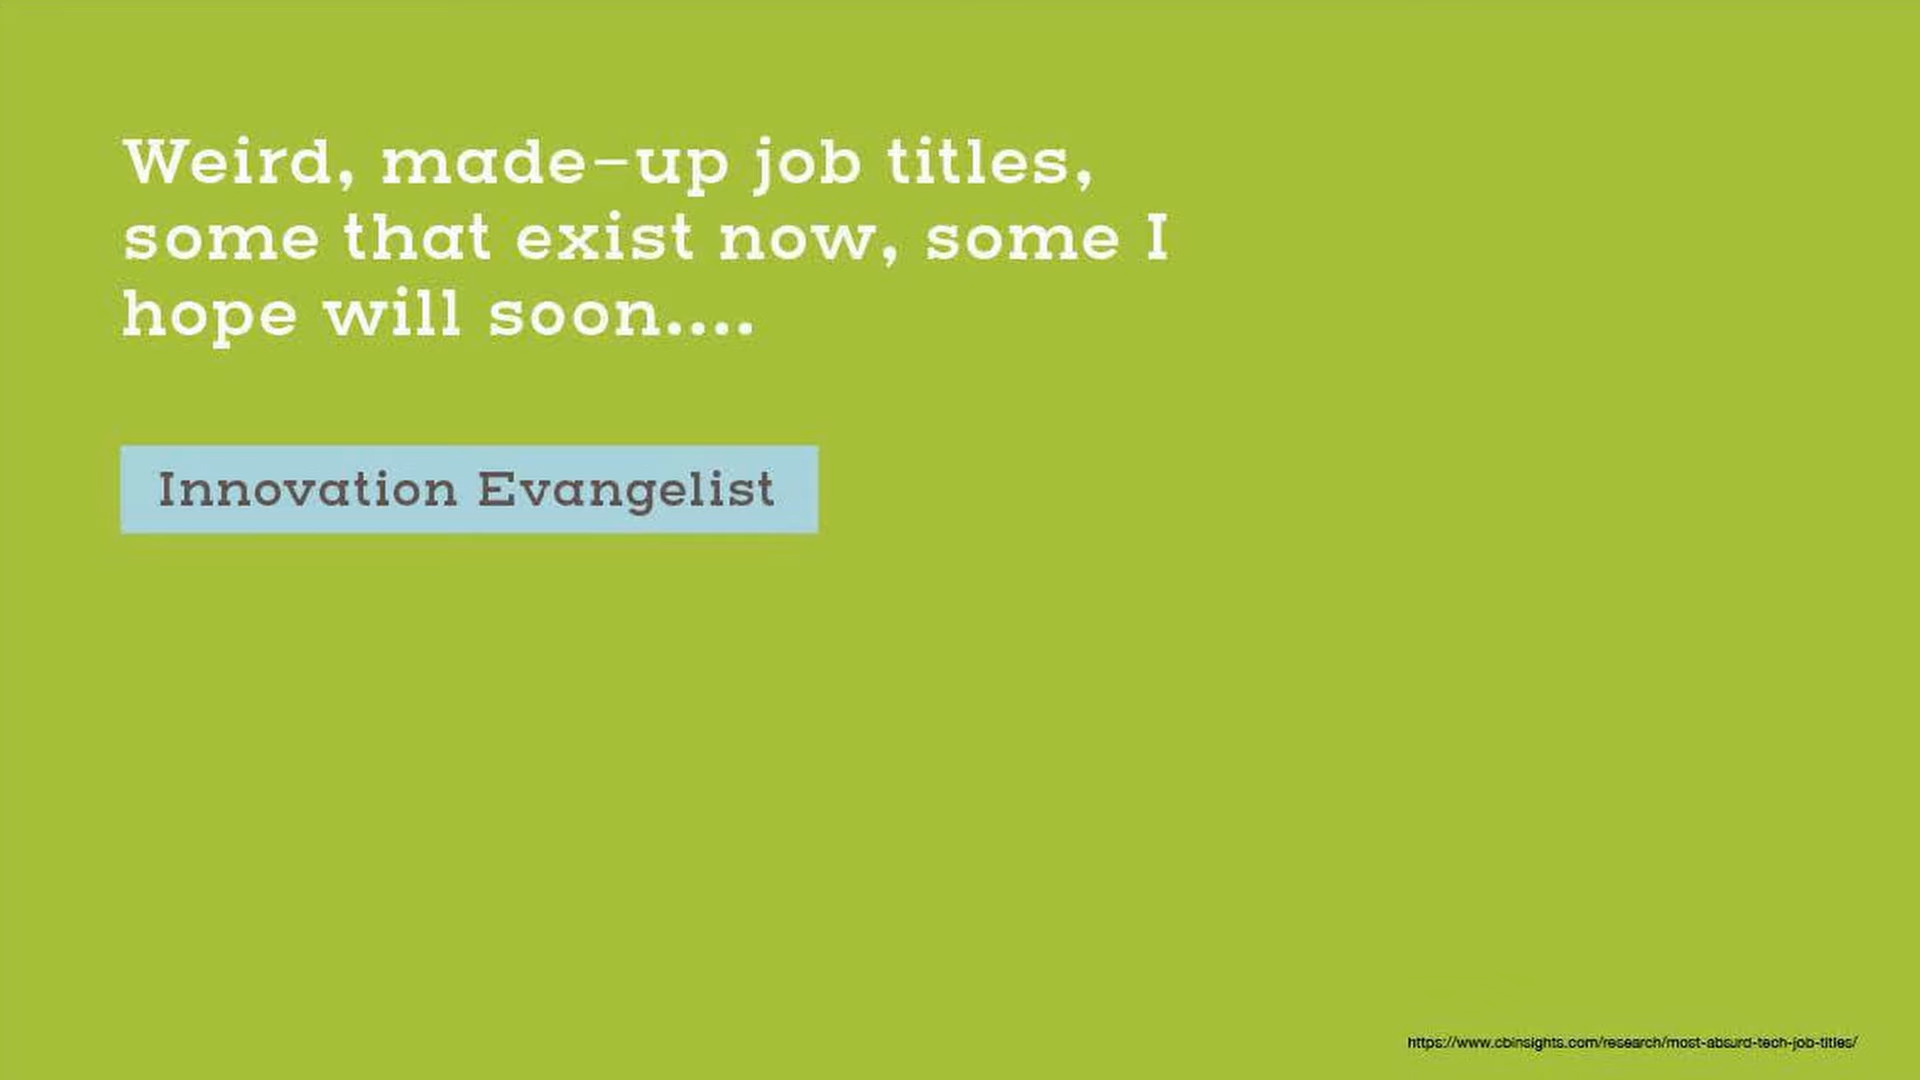 Weird, made-up job titles,
some that exist now, some I
hope will soon....
Innovation Evangelist
https://www.cbinsights.com/research/most-absurd-tech-job-titles/